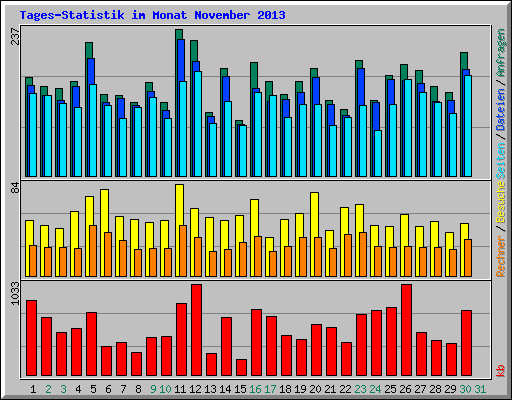 Tages-Statistik im Monat November 2013
237
84
1033
Rechner / Besuche Seiten / Dateien / Anfragen
kb
1 2 3 4 5 6 7 8 9 10 11 12 13 14 15 16 17 18 19 20 21 22 23 24 25 26 27 28 29 30 31